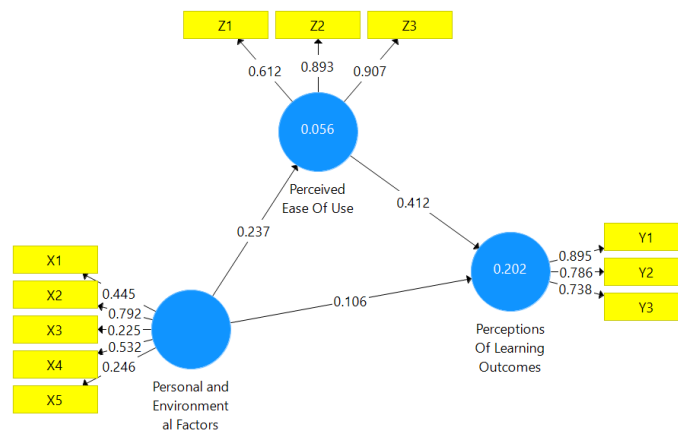 Z1
Z2
Z3
0.612
0.893
0.907
0.056
Perceived
Ease Of Use
0.412
0.237
0.202
Y1
0.895
Y2
0.786
Y3
0.738
X1
0.445
X2
0.792
X3
0.225
X4
0.532
X5
0.246
0.106
Perceptions
Of Learning
Outcomes
Personal and
Environment
al Factors